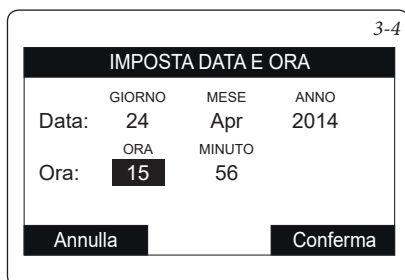 3-4
IMPOSTA DATA E ORA
GIORNO MESE ANNO
Data: 24 Apr 2014
ORA MINUTO
Ora: 15 56
Annulla Conferma